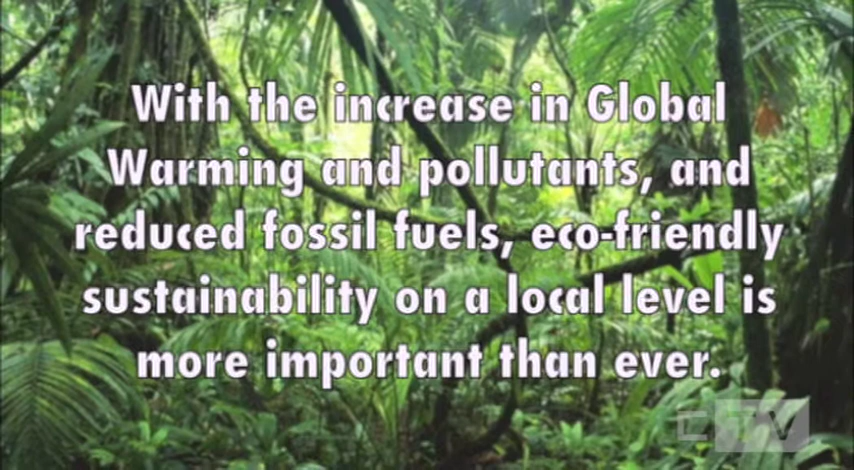 With the increase in Global
Warming and pollutants, and
reduced fossil fuels, eco-friendly
sustainability on a local level is
more important than ever.
CTV